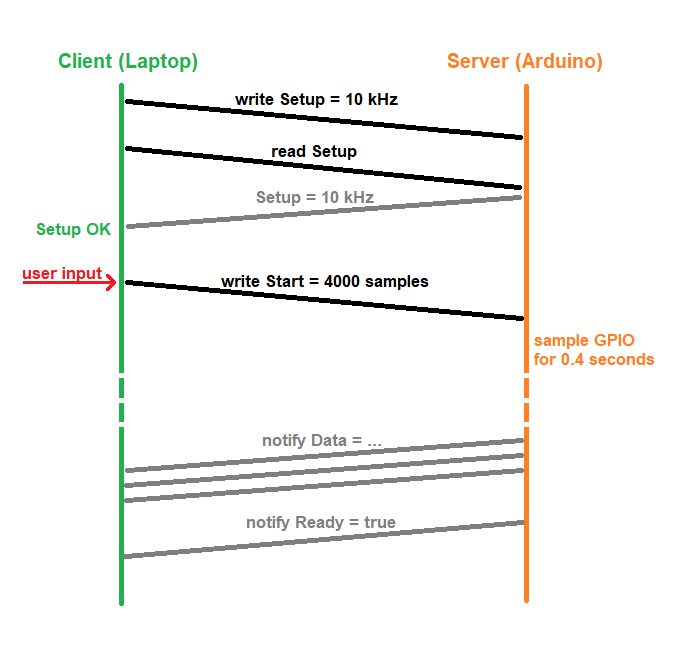 Client (Laptop)
Server (Arduino)
write Setup = 10 kHz
read Setup
Setup = 10 kHz
Setup OK
user input
write Start = 4000 samples
sample GPIO
for 0.4 seconds
notify Data = ...
notify Ready = true